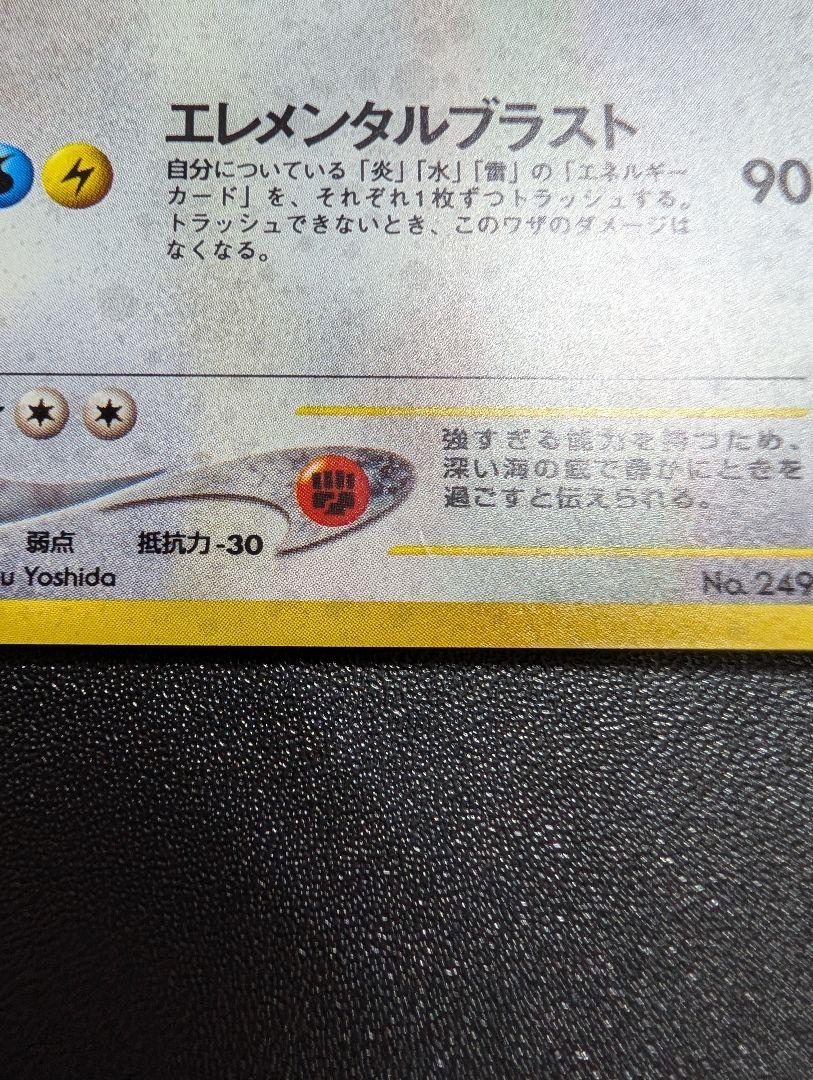 エレメンタルブラスト
自分についている「炎」「水」「雷」の「エネルギー
カード」を、それぞれ1枚ずつトラッシュする。
トラッシュできないとき、このワザのダメージは
なくなる。
90
強すぎる能力を持つため、
深い海の底で静かにときを
過ごすと伝えられる。
弱点
抵抗力-30
u Yoshida
No. 249